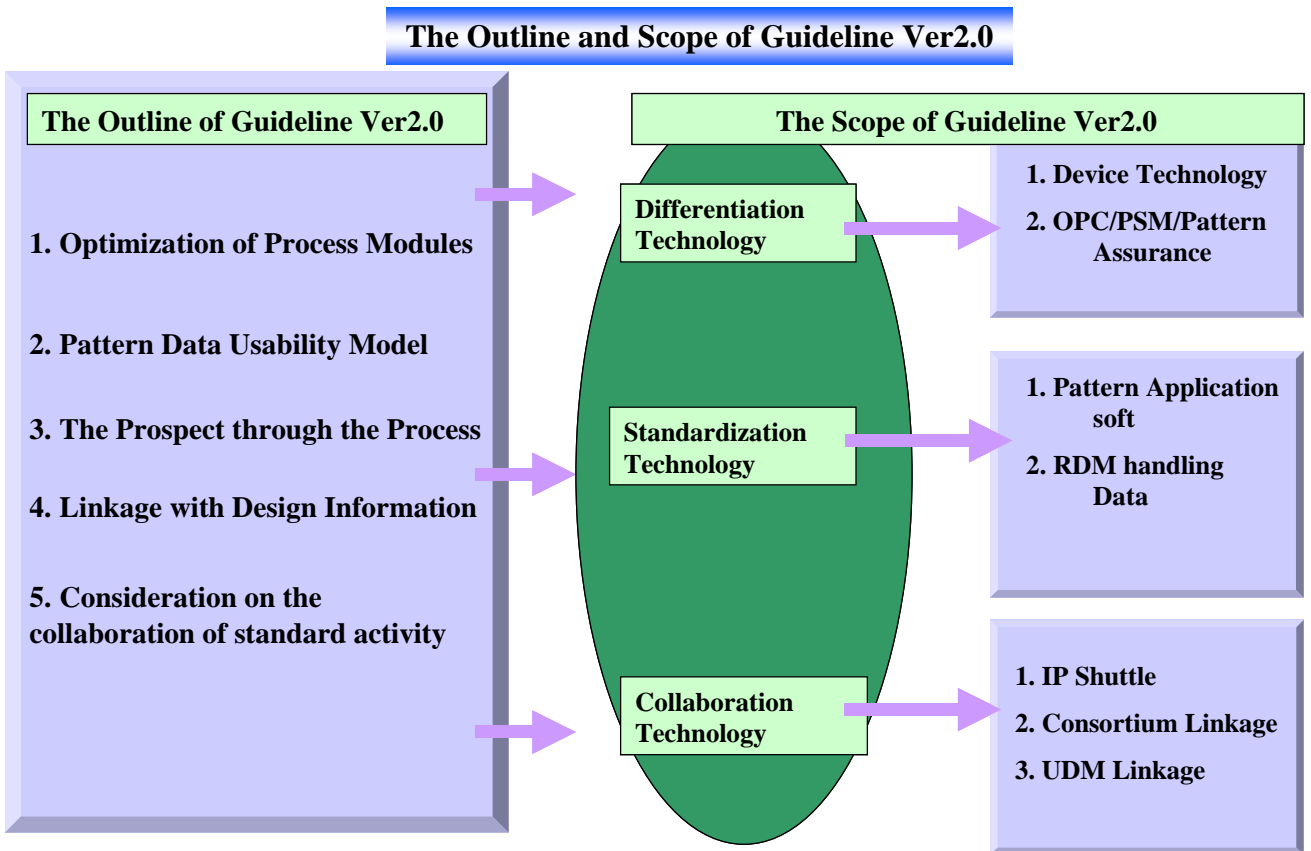 The Outline and Scope of Guideline Ver2.0
The Outline of Guideline Ver2.0
1. Optimization of Process Modules
2. Pattern Data Usability Model
3. The Prospect through the Process
4. Linkage with Design Information
5. Consideration on the
collaboration of standard activity
The Scope of Guideline Ver2.0
Differentiation
Technology
1. Device Technology
2. OPC/PSM/Pattern
Assurance
Standardization
Technology
1. Pattern Application
soft
2. RDM handling
Data
Collaboration
Technology
1. IP Shuttle
2. Consortium Linkage
3. UDM Linkage